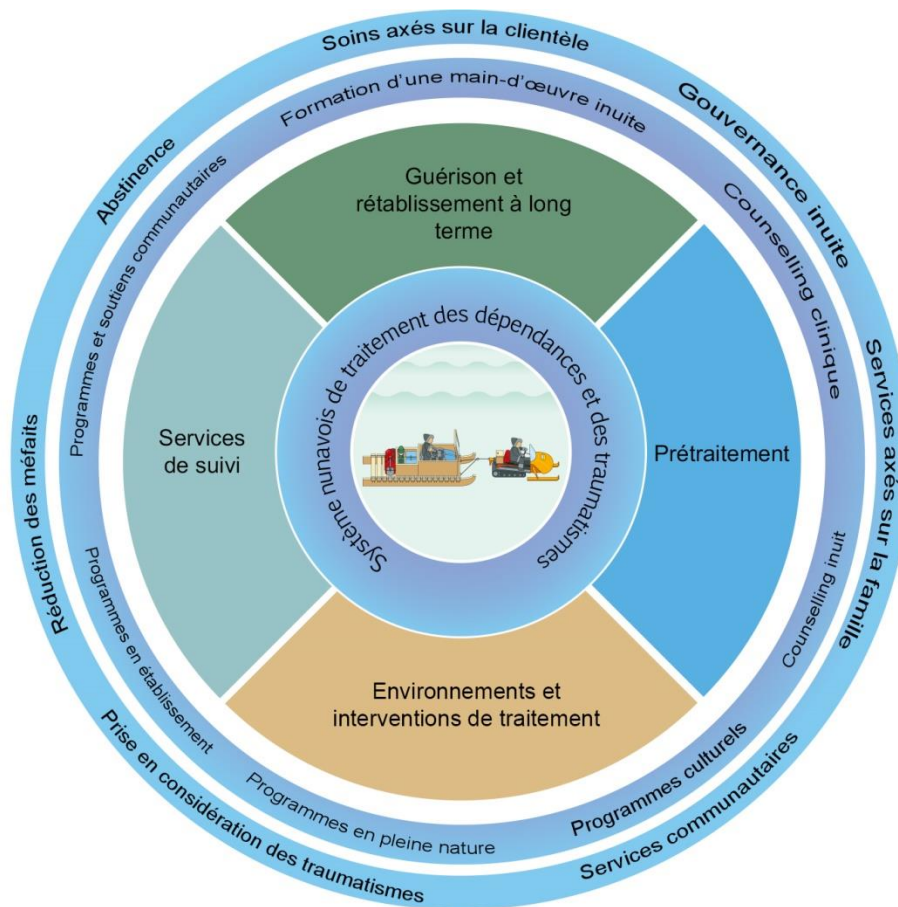 Soins axés sur la clientèle
Gouvernance inuite
Services axés sur la famille
Services communautaires
Prise en considération des traumatismes
Réduction des méfaits
Abstinence
Formation d'une main-d'œuvre inuite
Counselling clinique
Counselling inuit
Programmes culturels
Programmes en pleine nature
Programmes en établissement
Programmes et soutiens communautaires
Guérison et
rétablissement à long
terme
Prétraitement
Environnements et
interventions de traitement
Services
de suivi
Système nunavois de traitement des dépendances et des traumatismes